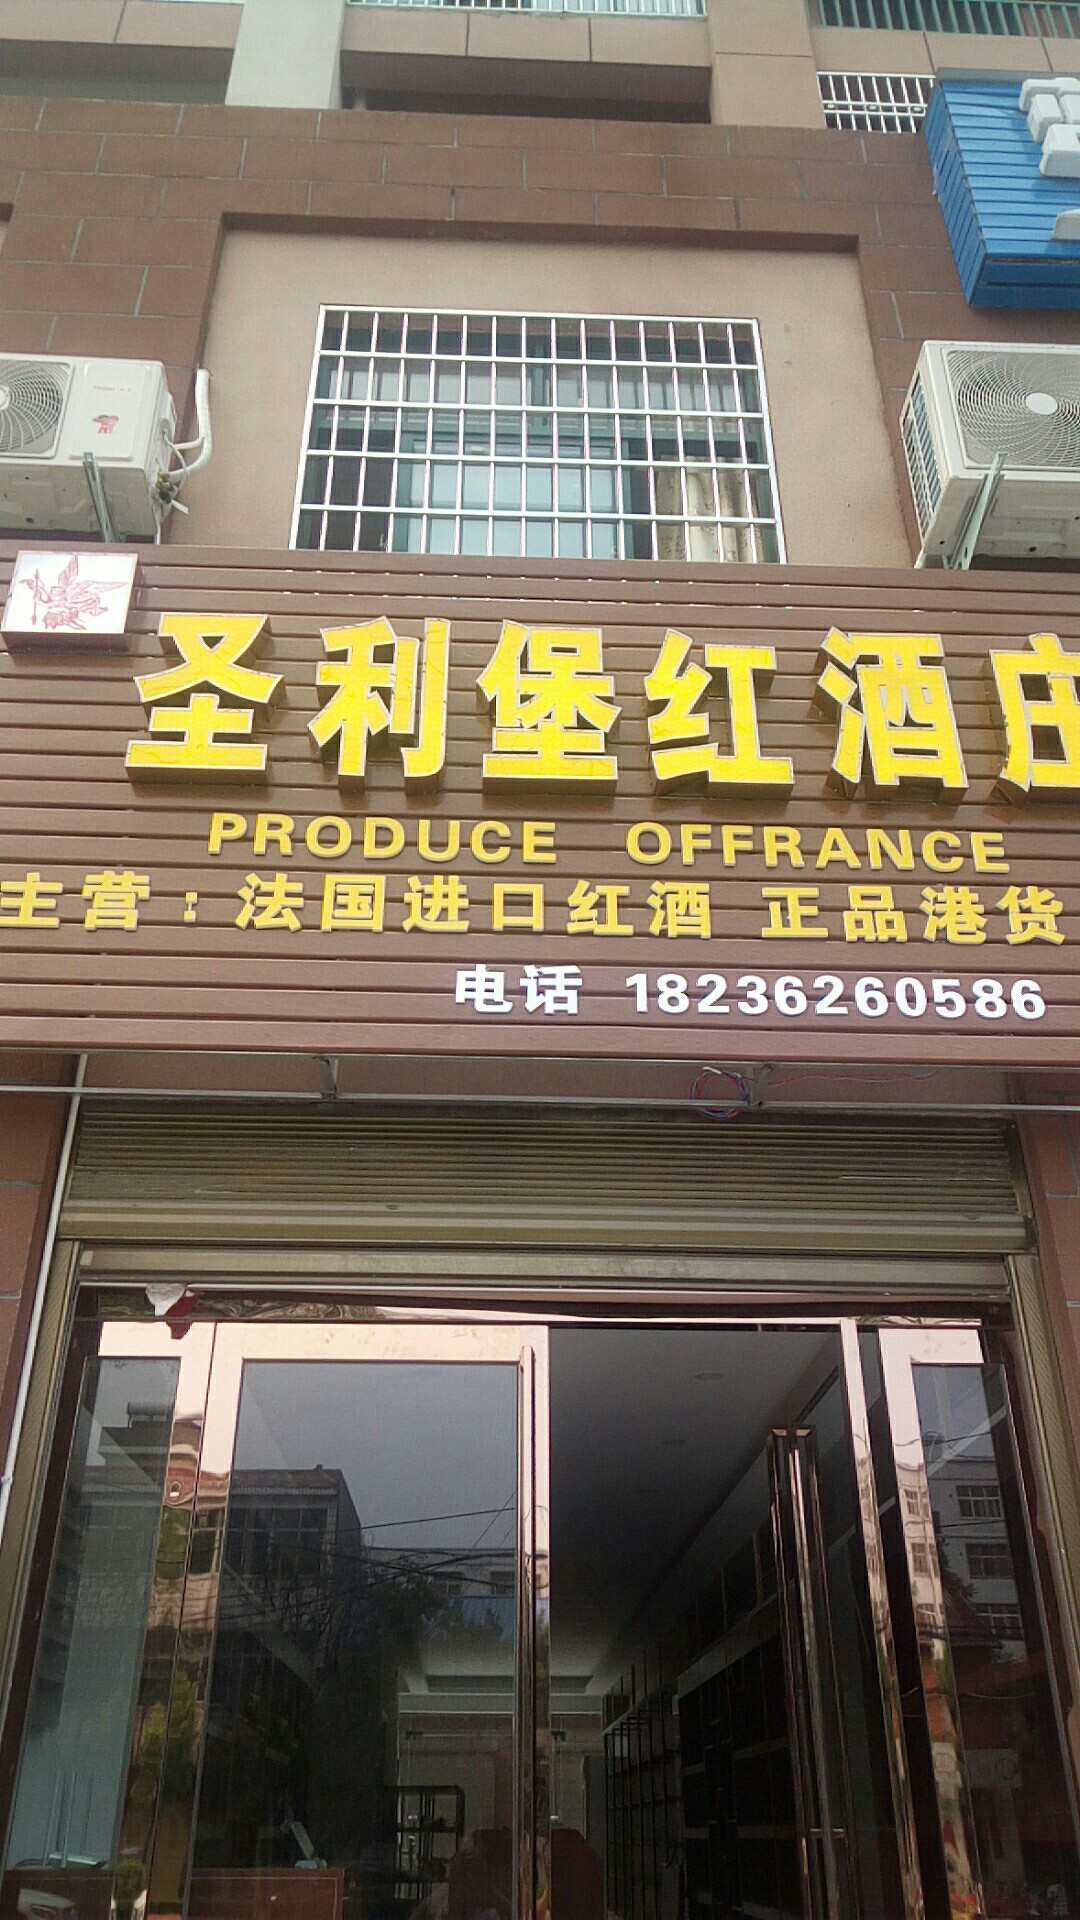 圣利堡红酒庄
PRODUCE OFFRANCE
主营：法国进口红酒 正品港货
电话 18236260586